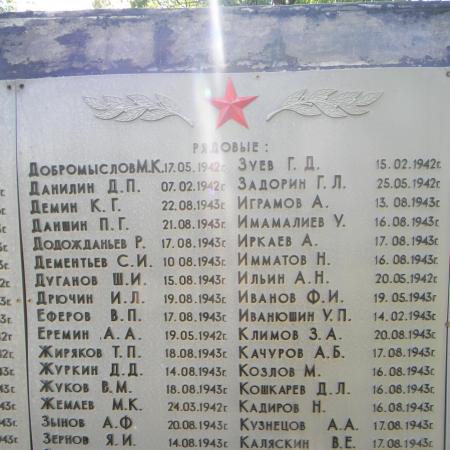 РЯДОВЫЕ:
ДОБРОМЫСЛОВ М.К. 17.05.1942г.
ДАНИЛИН Д.П. 07.02.1942г.
ДЕМИН К.Г. 22.08.1943г.
ДАНШИН П.Г. 21.08.1943г.
ДОДОЖДАНЬЕВ Р. 17.08.1943г.
ДЕМЕНТЬЕВ С.И. 10.08.1943г.
ДУГАНОВ Ш.И. 15.08.1943г.
ДРЮЧИН И.Л. 19.08.1943г.
ЕФЕРОВ В.П. 17.08.1943г.
ЕРЕМИН А.А. 19.05.1942г.
ЖИРЯКОВ Т.П. 18.08.1943г.
ЖУРКИН Д.Д. 14.08.1943г.
ЖУКОВ В.М. 18.08.1943г.
ЖЕМАЕВ М.К. 24.03.1942г.
ЗЫНОВ А.Ф 20.08.1943г.
ЗЕРНОВ Я.И. 14.08.1943г.
ЗУЕВ Г.Д. 15.02.1942г.
ЗАДОРИН Г.Л. 25.05.1942г.
ИГРАМОВ А. 13.08.1943г.
ИМАМАЛИЕВ У. 16.08.1943г.
ИРКАЕВ А. 17.08.1943г.
ИММАТОВ Н. 16.08.1943г.
ИЛЬИН А.Н. 20.05.1942г.
ИВАНОВ Ф.И. 19.05.1943г.
ИВАНЮШИН У.П. 14.02.1943г.
КЛИМОВ З.А. 20.08.1943г.
КАЧУРОВ А.Б. 17.08.1943г.
КОЗЛОВ М. 16.08.1943г.
КОШКАРЕВ Д.Л. 16.08.1943г.
КАДИРОВ Н. 16.08.1943г.
КУЗНЕЦОВ А.А. 17.08.1943г.
КАЛЯСКИН В.Е. 17.08.1943г.